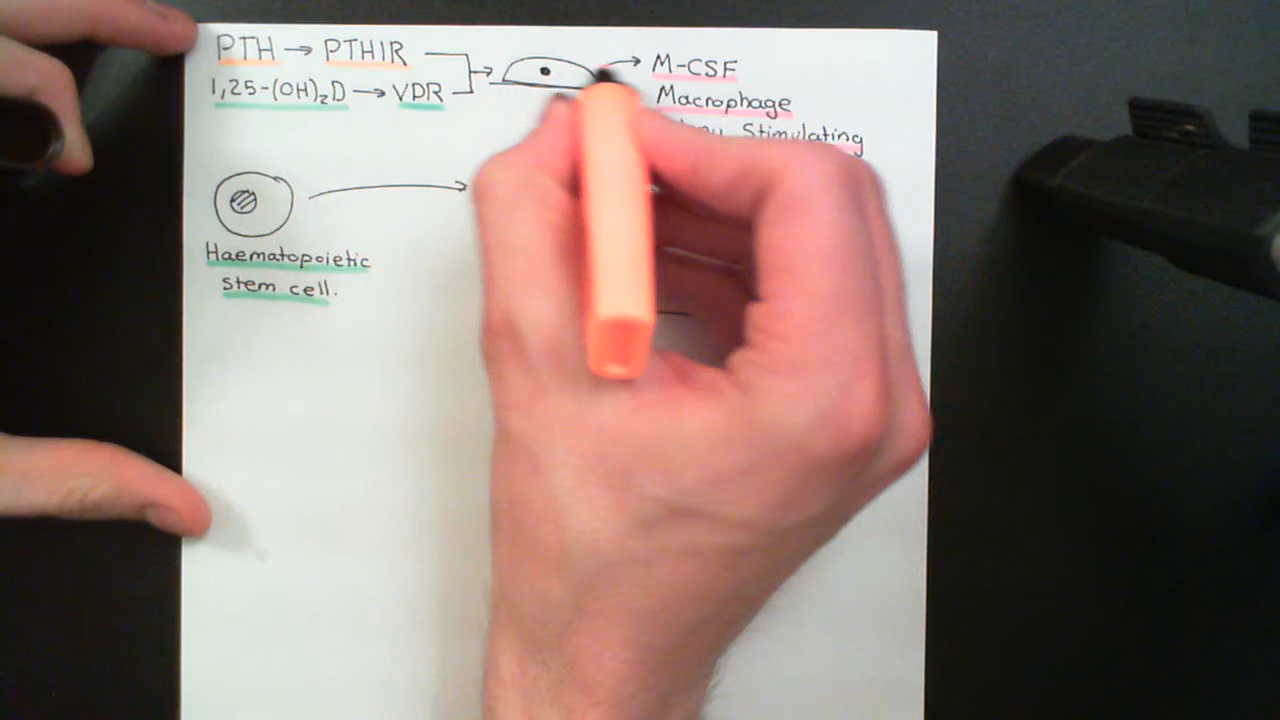 PTH → PTH1R
1,25-(OH)₂D → VDR
M-CSF
Macrophage
Stimulating
Haematopoietic
stem cell.